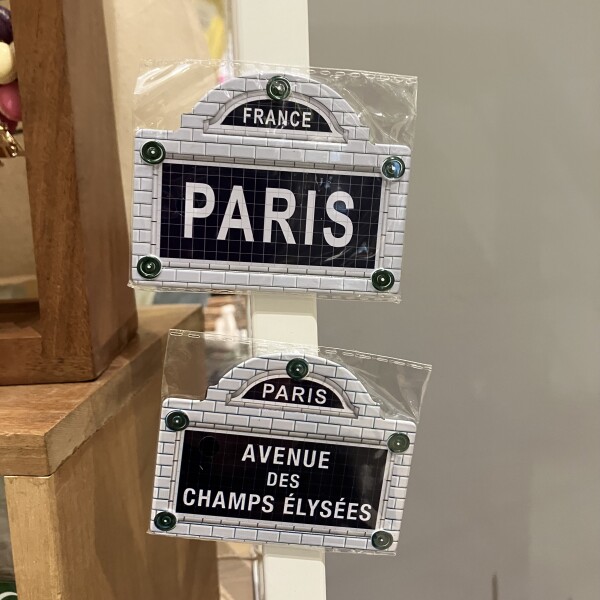 FRANCE
PARIS
PARIS
AVENUE
DES
CHAMPS ÉLYSÉES